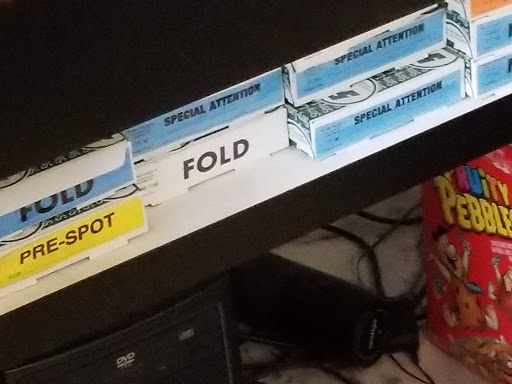 SPECIAL ATTENTION
SPECIAL ATTENTION
SPECIAL ATTENTION
FOLD
FOLD
PRE-SPOT
FRUITY
PEBBLES
DVD